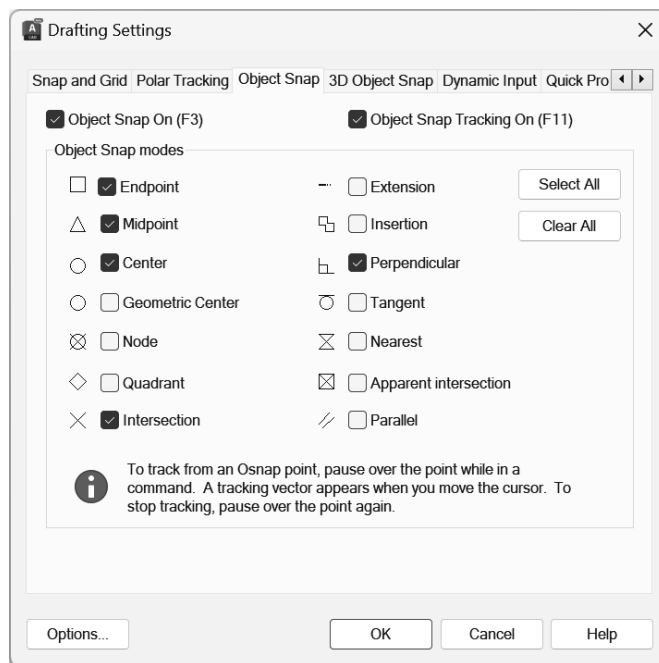 Drafting Settings
Snap and Grid Polar Tracking Object Snap 3D Object Snap Dynamic Input Quick Pro
Object Snap On (F3) Object Snap Tracking On (F11)
Object Snap modes
Endpoint Extension Select All
Midpoint Insertion Clear All
Center Perpendicular
Geometric Center Tangent
Node Nearest
Quadrant Apparent intersection
Intersection Parallel
To track from an Osnap point, pause over the point while in a
command. A tracking vector appears when you move the cursor. To
stop tracking, pause over the point again.
Options... OK Cancel Help